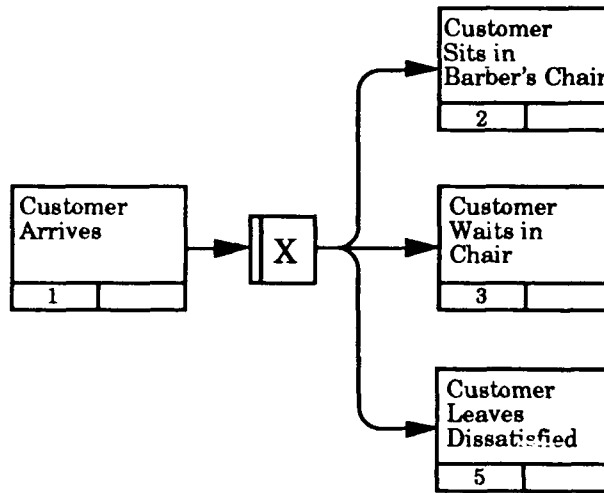 Customer
Sits in
Barber's Chair
2
Customer
Arrives
1
X
Customer
Waits in
Chair
3
Customer
Leaves
Dissatisfied
5